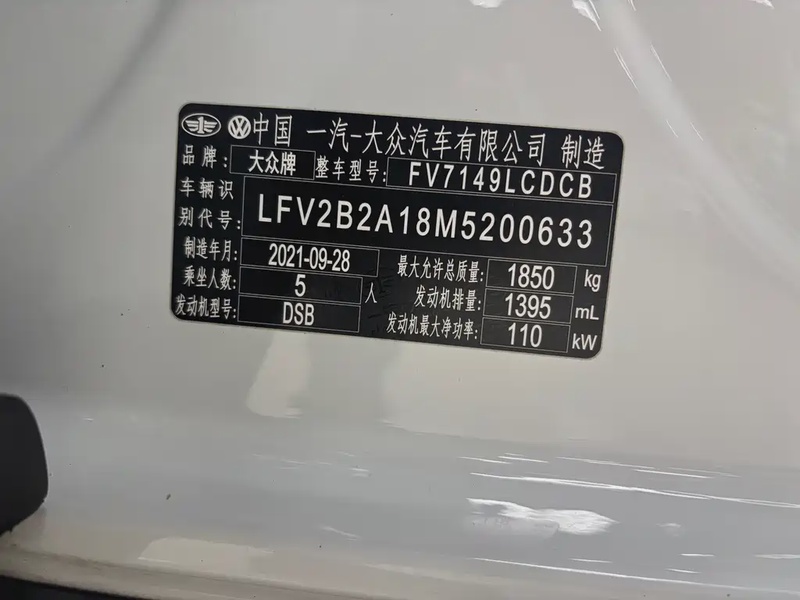 中国 一汽-大众汽车有限公司 制造
品牌: 大众牌 整车型号: FV7149LCDCB
车辆识别代号: LFV2B2A18M5200633
制造年月: 2021-09-28 最大允许总质量: 1850 kg
乘坐人数: 5 人 发动机排量: 1395 mL
发动机型号: DSB 发动机最大净功率: 110 kW